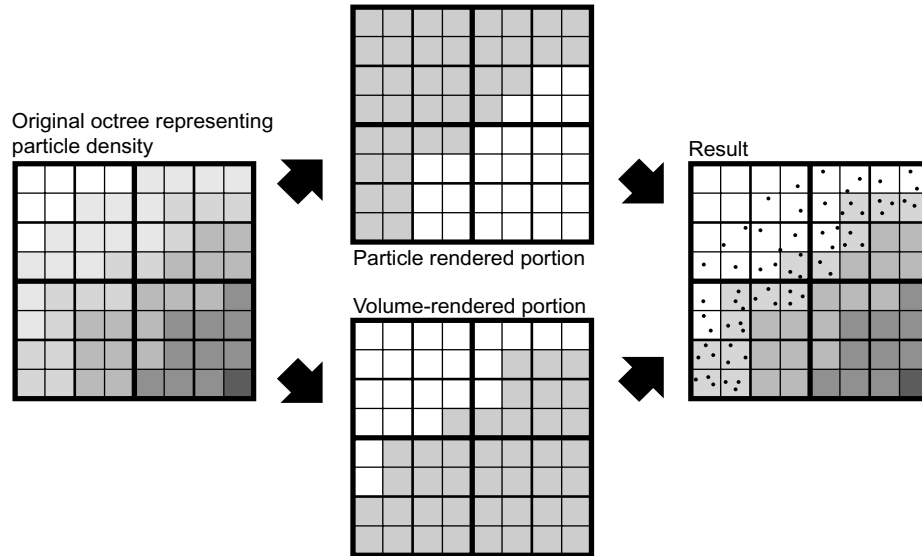 Original octree representing
particle density
Particle rendered portion
Volume-rendered portion
Result